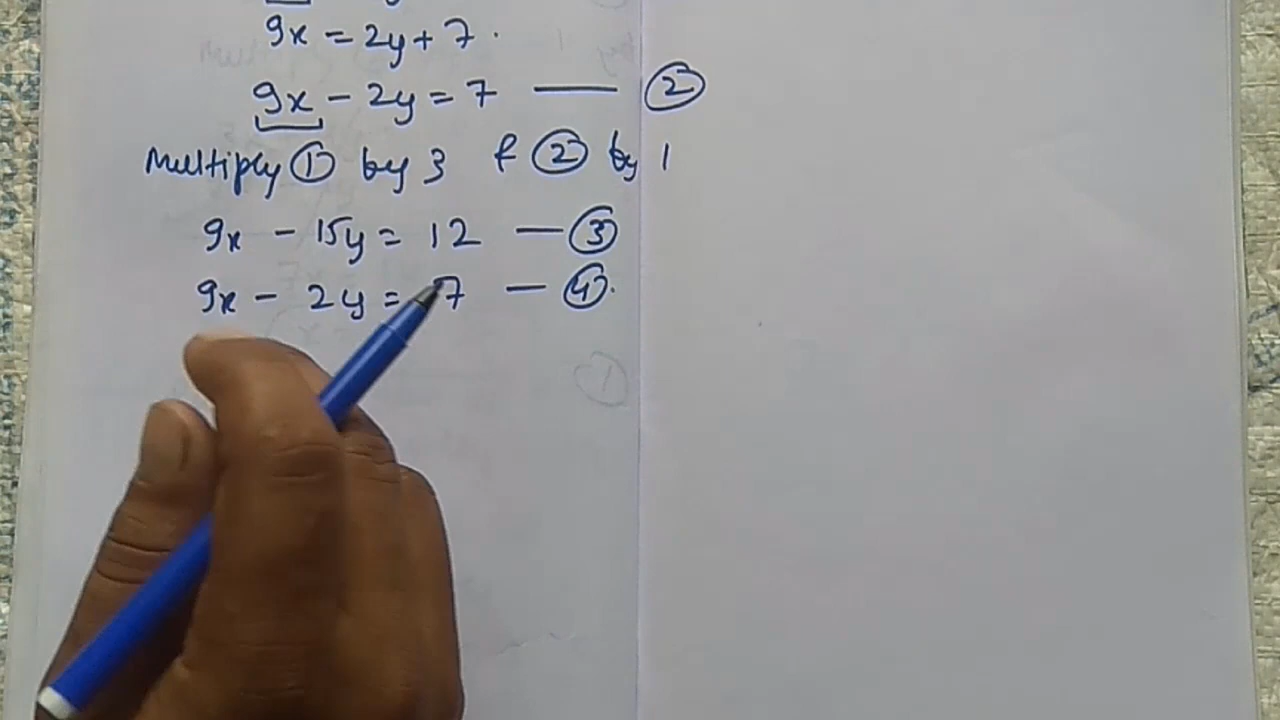 9x = 2y + 7.
9x - 2y = 7 — ②
Multiply ① by 3 & ② by 1
9x - 15y = 12 — ③
9x - 2y = 7 — ④.